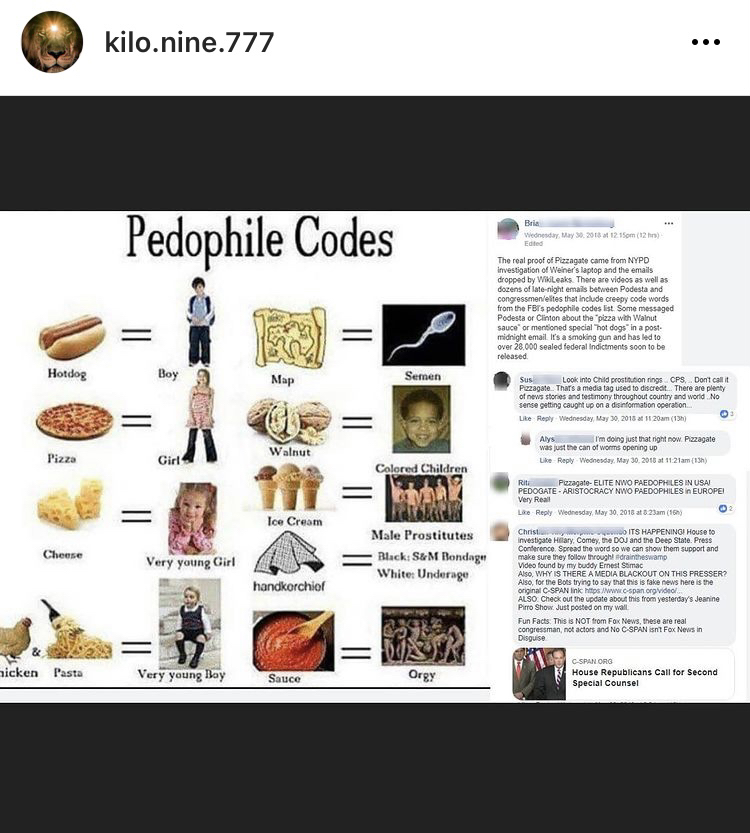 kilo.nine.777
Pedophile Codes
Hotdog
Boy
Map
Semen
Pizza
Girl
Walnut
Colored Children
Cheese
Very young Girl
Ice Cream
Male Prostitutes
handkerchief
Black: S&M Bondage
White: Underage
hicken & Pasta
Very young Boy
Sauce
Orgy
Wednesday, May 30, 2018 at 12:15pm (12 hrs)
Edited
The real proof of Pizzagate came from NYPD
investigation of Weiner's laptop and the emails
dropped by WikiLeaks. There are videos as well as
dozens of late-night emails between Podesta and
congressmen/elites that include creepy code words
from the FBI's pedophile codes list. Some messaged
Podesta or Clinton about the "pizza with Walnut
sauce" or mentioned special "hot dogs" in a post-
midnight email. It's a smoking gun and has led to
over 28,000 sealed federal Indictments soon to be
released.
Look into Child prostitution rings .. CPS, .. Don't call it
Pizzagate.. That's a media tag used to discredit... There are plenty
of news stories and testimony throughout country and world ..No
sense getting caught up on a disinformation operation...
3
Like · Reply · Wednesday, May 30, 2018 at 11:20am (13h)
I'm doing just that right now. Pizzagate
was just the can of worms opening up
Like · Reply · Wednesday, May 30, 2018 at 11:21am (13h)
Pizzagate- ELITE NWO PAEDOPHILES IN USA!
PEDOGATE - ARISTOCRACY NWO PAEDOPHILES in EUROPE!
Very Real!
2
Like · Reply · Wednesday, May 30, 2018 at 8:23am (16h)
ITS HAPPENING! House to
investigate Hillary, Comey, the DOJ and the Deep State. Press
Conference. Spread the word so we can show them support and
make sure they follow through! #draintheswamp
Video found by my buddy Ernest Stimac
Also, WHY IS THERE A MEDIA BLACKOUT ON THIS PRESSER?
Also, for the Bots trying to say that this is fake news here is the
original C-SPAN link: https://www.c-span.org/video/...
ALSO: Check out the update about this from yesterday's Jeanine
Pirro Show. Just posted on my wall.
Fun Facts: This is NOT from Fox News, these are real
congressman, not actors and No C-SPAN isn't Fox News in
Disguise.
C-SPAN.ORG
House Republicans Call for Second
Special Counsel